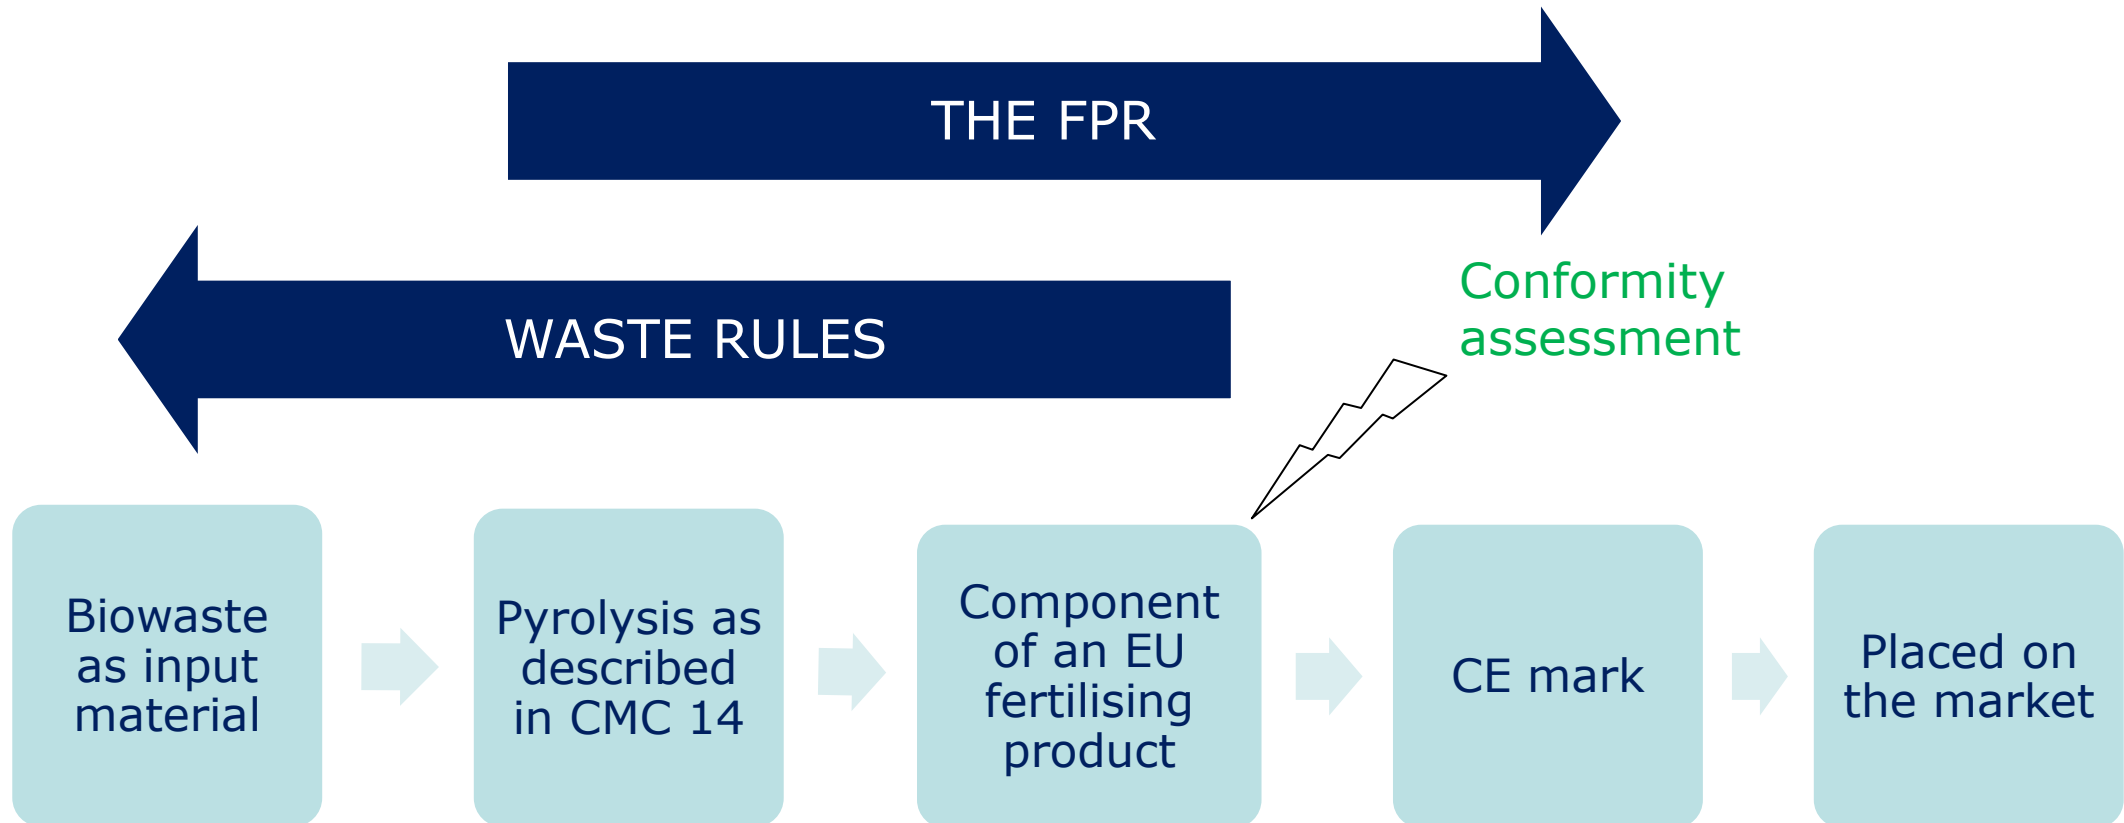 THE FPR
WASTE RULES
Conformity
assessment
Biowaste
as input
material
Pyrolysis as
described
in CMC 14
Component
of an EU
fertilising
product
CE mark
Placed on
the market